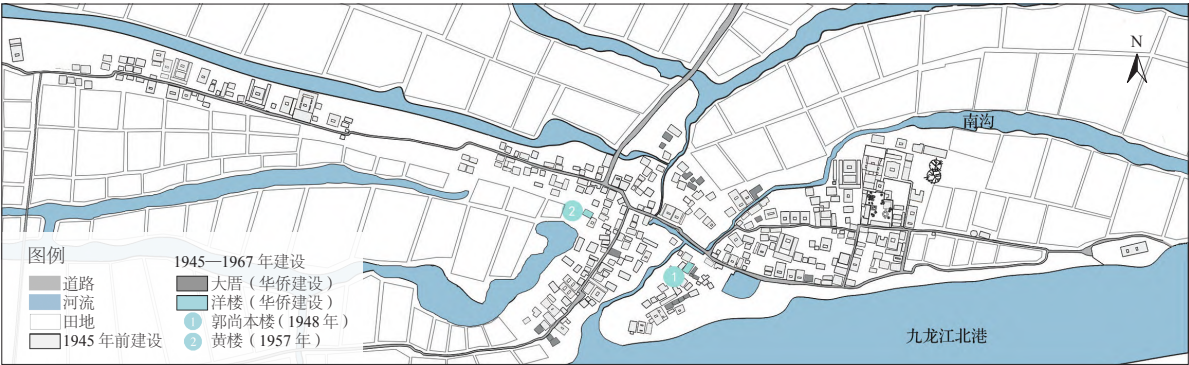 N
南沟
2
1
九龙江北港
图例
道路
河流
田地
1945 年前建设
1945—1967 年建设
大厝（华侨建设）
洋楼（华侨建设）
1 郭尚本楼（1948 年）
2 黄楼（1957 年）